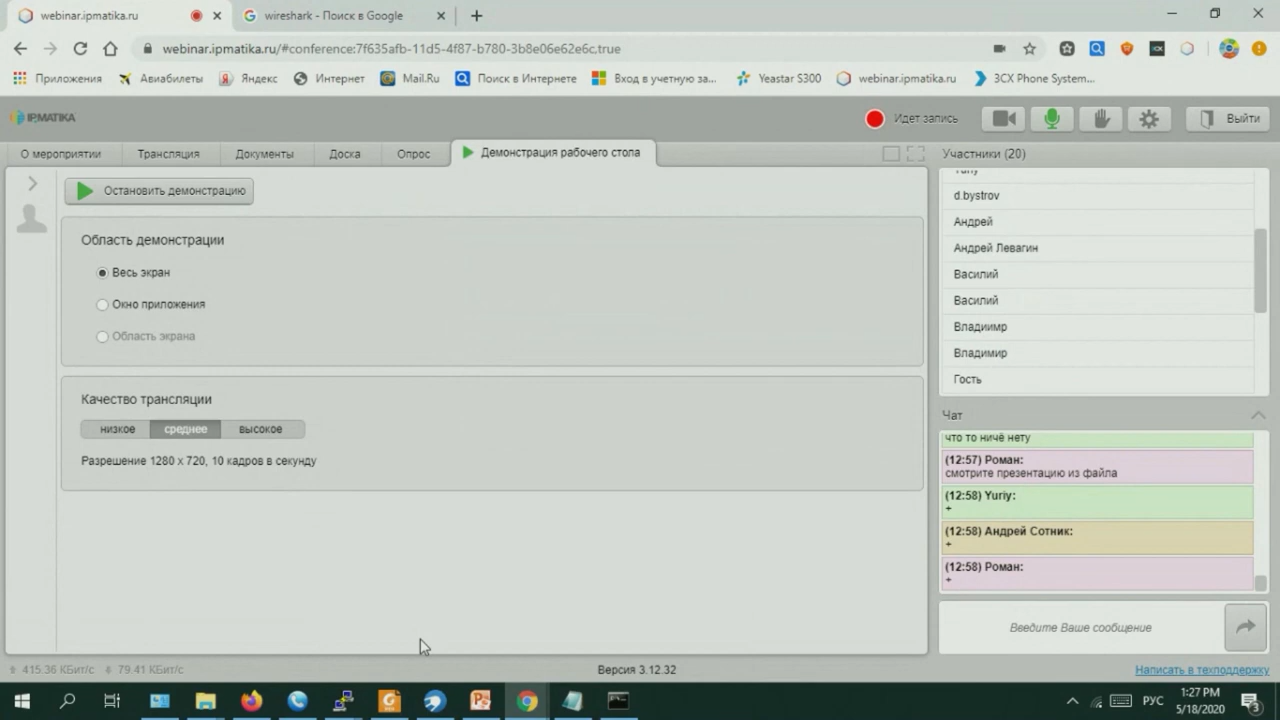 webinar.ipmatika.ru
wireshark - Поиск в Google
webinar.ipmatika.ru/#conference:7f635afb-11d5-4f87-b780-3b8e06e62e6c,true
Приложения
Авиабилеты
Яндекс
Интернет
Mail.Ru
Поиск в Интернете
Вход в учетную за...
Yeastar S300
webinar.ipmatika.ru
3CX Phone System...
IPMATIKA
Идет запись
Выйти
О мероприятии
Трансляция
Документы
Доска
Опрос
Демонстрация рабочего стола
Остановить демонстрацию
Область демонстрации
Весь экран
Окно приложения
Область экрана
Качество трансляции
низкое
среднее
высокое
Разрешение 1280 x 720, 10 кадров в секунду
Участники (20)
Yuriy
d.bystrov
Андрей
Андрей Левагин
Василий
Василий
Владиимр
Владимир
Гость
Чат
что то ничё нету
(12:57) Роман:
смотрите презентацию из файла
(12:58) Yuriy:
+
(12:58) Андрей Сотник:
+
(12:58) Роман:
+
Введите Ваше сообщение
415.36 КБит/с
79.41 КБит/с
Версия 3.12.32
Написать в техподдержку
РУС
1:27 PM
5/18/2020
3